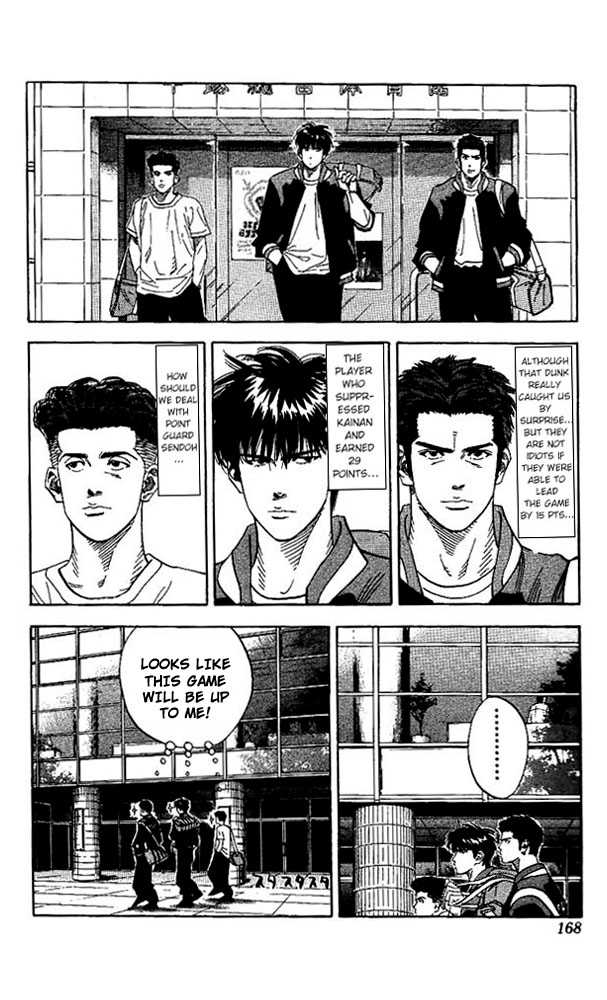 ALTHOUGH
THAT DUNK
REALLY
CAUGHT US
BY
SURPRISE...
BUT THEY
ARE NOT
IDIOTS IF
THEY WERE
ABLE TO
LEAD
THE GAME
BY 15 PTS...
THE
PLAYER
WHO
SUPPR-
ESSED
KAINAN
AND
EARNED
29
POINTS...
HOW
SHOULD
WE DEAL
WITH
POINT
GUARD
SENDOH
...
LOOKS LIKE
THIS GAME
WILL BE UP
TO ME!
168